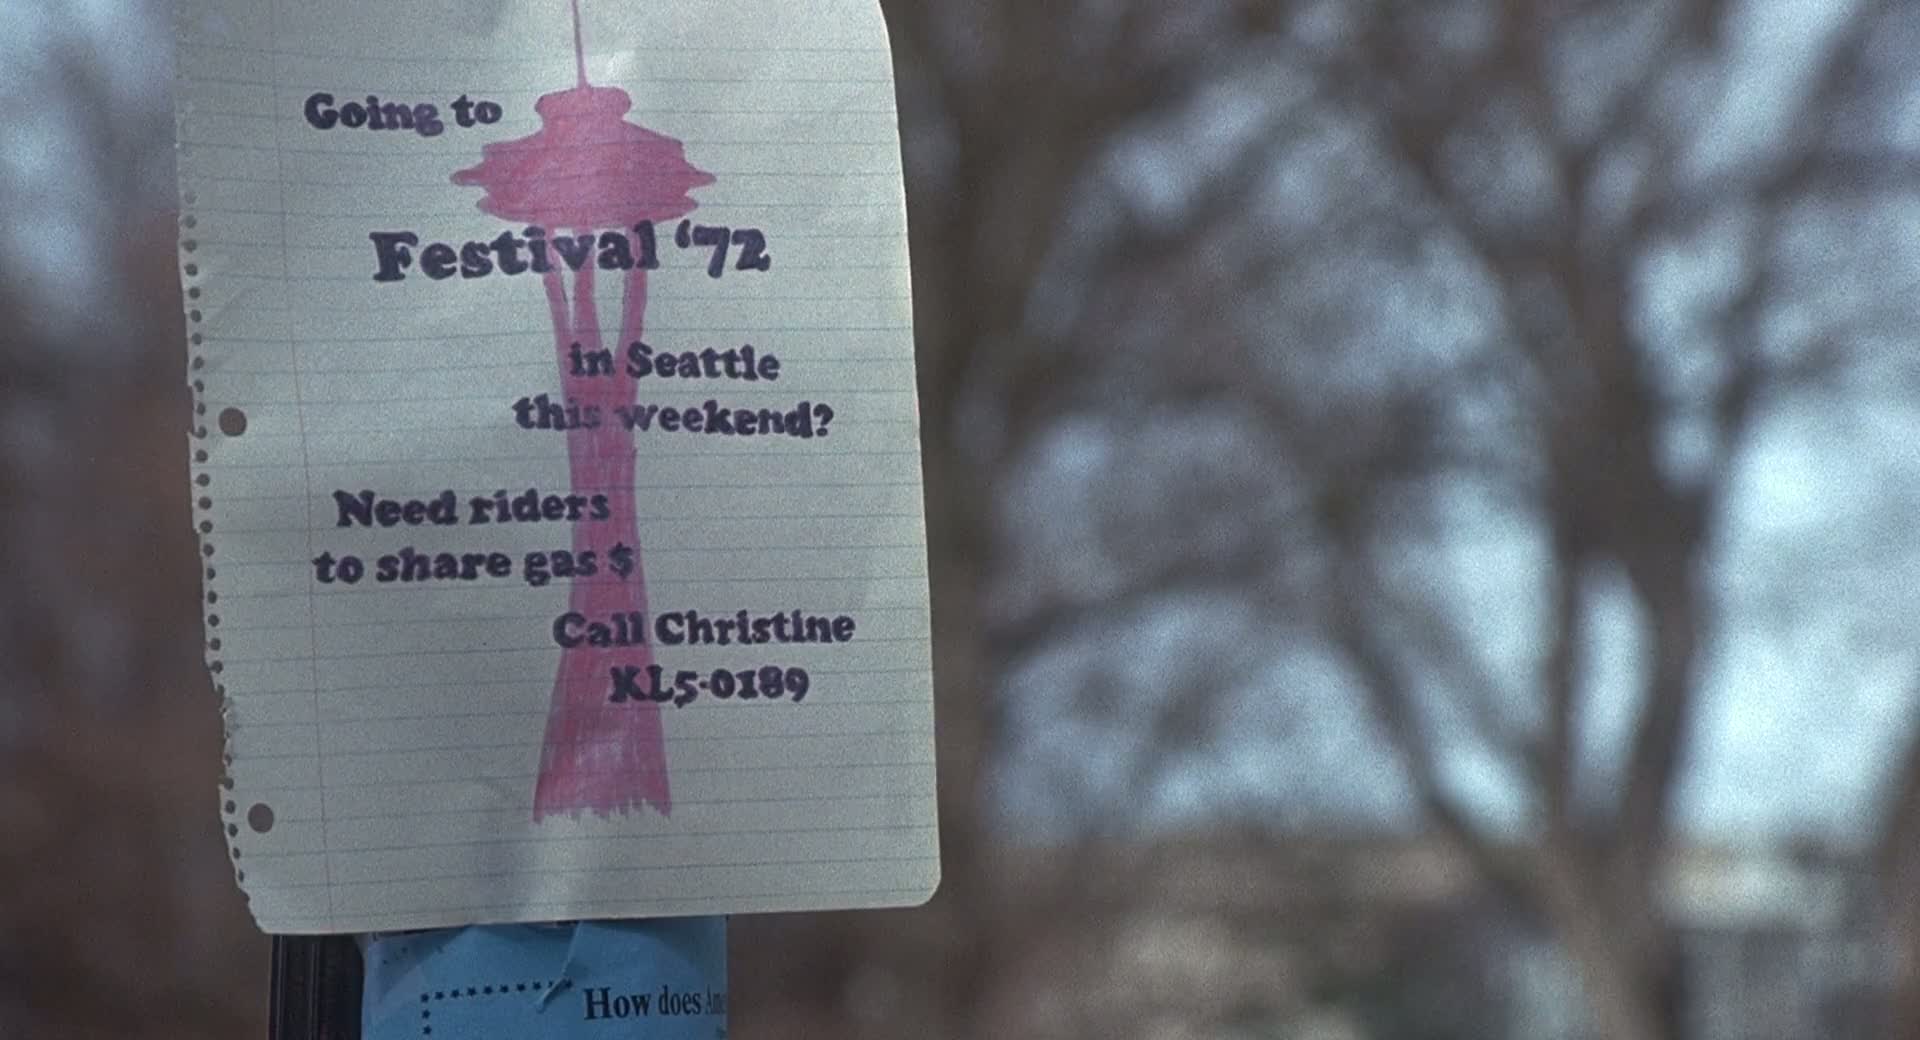 Going to
Festival ‘72
in Seattle
this weekend?
Need riders
to share gas $
Call Christine
KL5-0189
How does